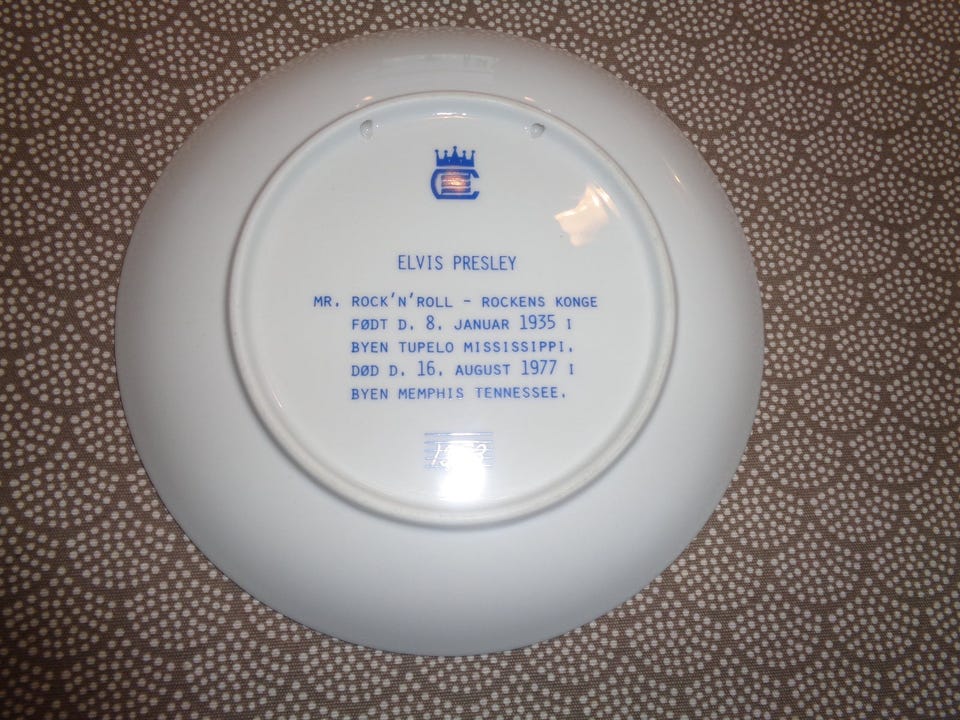 ELVIS PRESLEY
MR. ROCK'N'ROLL - ROCKENS KONGE
FØDT D. 8. JANUAR 1935 I
BYEN TUPELO MISSISSIPPI.
DØD D. 16. AUGUST 1977 I
BYEN MEMPHIS TENNESSEE.